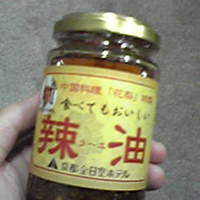 中国料理「花梨」特製
食べてもおいしい
辣油
ラーユ
京都全日空ホテル